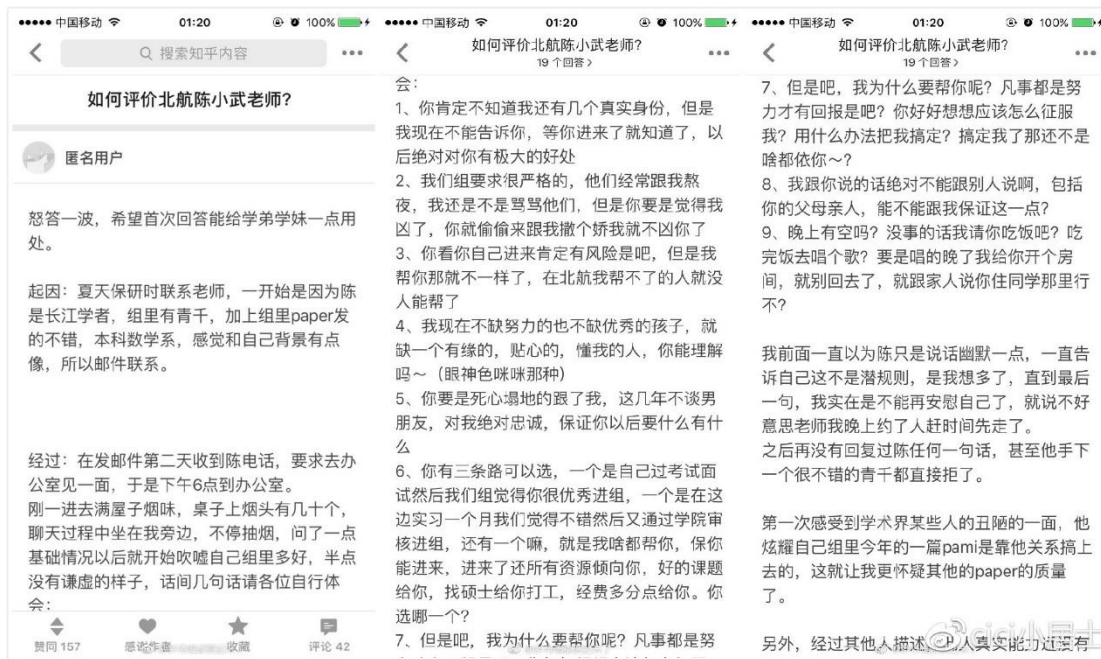 ●●●●● 中国移动 01:20 100%
搜索知乎内容
如何评价北航陈小武老师?
匿名用户
怒答一波，希望首次回答能给学弟学妹一点用
处。
起因：夏天保研时联系老师，一开始是因为陈
是长江学者，组里有青千，加上组里paper发
的不错，本科数学系，感觉和自己背景有点
像，所以邮件联系。
经过：在发邮件第二天收到陈电话，要求去办
公室见一面，于是下午6点到办公室。
刚一进去满屋子烟味，桌子上烟头有几十个，
聊天过程中坐在我旁边，不停抽烟，问了一点
基础情况以后就开始吹嘘自己组里多好，半点
没有谦虚的样子，话间几句话请各位自行体
会：
赞同 157 感谢作者 收藏 评论 42
●●●●● 中国移动 01:20 100%
如何评价北航陈小武老师?
19 个回答 >
会：
1、你肯定不知道我还有几个真实身份，但是
我现在不能告诉你，等你进来了就知道了，以
后绝对对你有极大的好处
2、我们组要求很严格的，他们经常跟我熬
夜，我还是不是骂骂他们，但是你要是觉得我
凶了，你就偷偷来跟我撒个娇我就不凶你了
3、你看你自己进来肯定有风险是吧，但是我
帮你那就不一样了，在北航我帮不了的人就没
人能帮了
4、我现在不缺努力的也不缺优秀的孩子，就
缺一个有缘的，贴心的，懂我的人，你能理解
吗～（眼神色咪咪那种）
5、你要是死心塌地的跟了我，这几年不谈男
朋友，对我绝对忠诚，保证你以后要什么有什
么
6、你有三条路可以选，一个是自己过考试面
试然后我们组觉得你很优秀进组，一个是在这
边实习一个月我们觉得不错然后又通过学院审
核进组，还有一个嘛，就是我啥都帮你，保你
能进来，进来了还所有资源倾向你，好的课题
给你，找硕士给你打工，经费多分点给你。你
选哪一个?
7、但是吧，我为什么要帮你呢? 凡事都是努
●●●●● 中国移动 01:20 100%
如何评价北航陈小武老师?
19 个回答 >
7、但是吧，我为什么要帮你呢? 凡事都是努
力才有回报是吧? 你好好想想应该怎么征服
我? 用什么办法把我搞定? 搞定我了那还不是
啥都依你～?
8、我跟你说的话绝对不能跟别人说啊，包括
你的父母亲人，能不能跟我保证这一点?
9、晚上有空吗? 没事的话我请你吃饭吧? 吃
完饭去唱个歌? 要是唱的晚了我给你开个房
间，就别回去了，就跟家人说你住同学那里行
不?
我前面一直以为陈只是说话幽默一点，一直告
诉自己这不是潜规则，是我想多了，直到最后
一句，我实在是不能再安慰自己了，就说不好
意思老师我晚上约了人赶时间先走了。
之后再没有回复过陈任何一句话，甚至他手下
一个很不错的青千都直接拒了。
第一次感受到学术界某些人的丑陋的一面，他
炫耀自己组里今年的一篇pami是靠他关系搞上
去的，这就让我更怀疑其他的paper的质量
了。
另外，经过其他人描述，人真实能力近没有